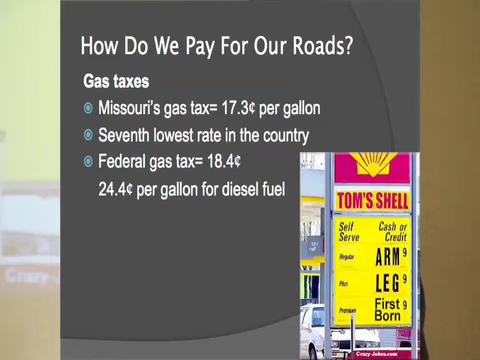 How Do We Pay For Our Roads?
Gas taxes
Missouri's gas tax= 17.3¢ per gallon
Seventh lowest rate in the country
Federal gas tax= 18.4¢
24.4¢ per gallon for diesel fuel
TOM'S SHELL
Self Serve
Cash or Credit
Regular ARM 9
Plus LEG 9
Premium First Born 9
Crazy-Johns.com